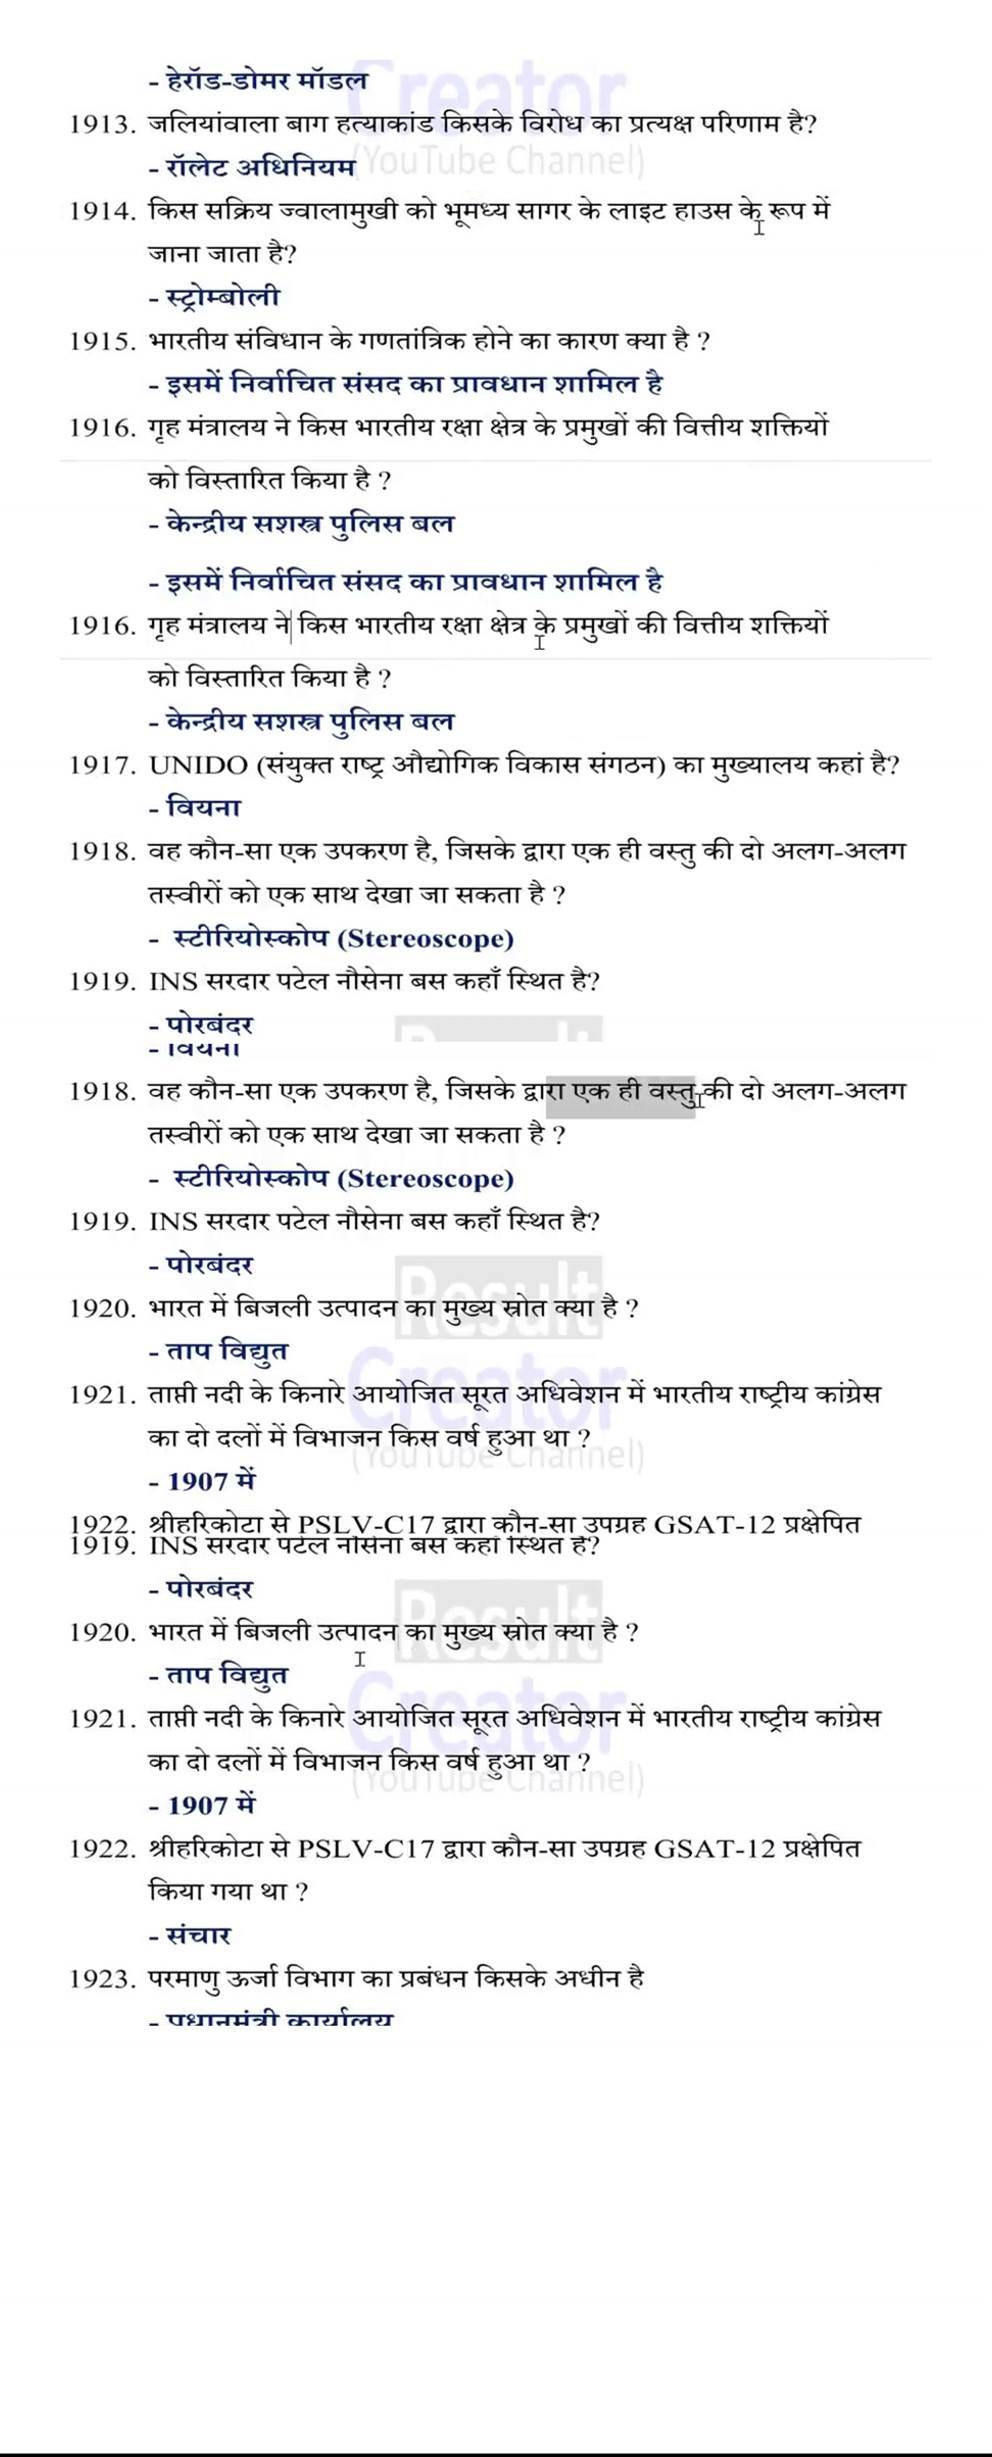 - हेरॉड-डोमर मॉडल
Creator
1913. जलियांवाला बाग हत्याकांड किसके विरोध का प्रत्यक्ष परिणाम है?
- रॉलेट अधिनियम
(YouTube Channel)
1914. किस सक्रिय ज्वालामुखी को भूमध्य सागर के लाइट हाउस के रूप में
जाना जाता है?
- स्ट्रोम्बोली
1915. भारतीय संविधान के गणतांत्रिक होने का कारण क्या है ?
- इसमें निर्वाचित संसद का प्रावधान शामिल है
1916. गृह मंत्रालय ने किस भारतीय रक्षा क्षेत्र के प्रमुखों की वित्तीय शक्तियों
को विस्तारित किया है ?
- केन्द्रीय सशस्त्र पुलिस बल
- इसमें निर्वाचित संसद का प्रावधान शामिल है
1916. गृह मंत्रालय ने किस भारतीय रक्षा क्षेत्र के प्रमुखों की वित्तीय शक्तियों
को विस्तारित किया है ?
- केन्द्रीय सशस्त्र पुलिस बल
1917. UNIDO (संयुक्त राष्ट्र औद्योगिक विकास संगठन) का मुख्यालय कहां है?
- वियना
1918. वह कौन-सा एक उपकरण है, जिसके द्वारा एक ही वस्तु की दो अलग-अलग
तस्वीरों को एक साथ देखा जा सकता है ?
- स्टीरियोस्कोप (Stereoscope)
1919. INS सरदार पटेल नौसेना बस कहाँ स्थित है?
- पोरबंदर
- वियना
1918. वह कौन-सा एक उपकरण है, जिसके द्वारा एक ही वस्तु की दो अलग-अलग
तस्वीरों को एक साथ देखा जा सकता है ?
- स्टीरियोस्कोप (Stereoscope)
1919. INS सरदार पटेल नौसेना बस कहाँ स्थित है?
- पोरबंदर
Result
1920. भारत में बिजली उत्पादन का मुख्य स्रोत क्या है ?
- ताप विद्युत
Creator
1921. ताप्ती नदी के किनारे आयोजित सूरत अधिवेशन में भारतीय राष्ट्रीय कांग्रेस
का दो दलों में विभाजन किस वर्ष हुआ था ?
(YouTube Channel)
- 1907 में
1922. श्रीहरिकोटा से PSLV-C17 द्वारा कौन-सा उपग्रह GSAT-12 प्रक्षेपित
1919. INS सरदार पटेल नौसेना बस कहाँ स्थित है?
- पोरबंदर
Result
1920. भारत में बिजली उत्पादन का मुख्य स्रोत क्या है ?
- ताप विद्युत
Creator
1921. ताप्ती नदी के किनारे आयोजित सूरत अधिवेशन में भारतीय राष्ट्रीय कांग्रेस
का दो दलों में विभाजन किस वर्ष हुआ था ?
(YouTube Channel)
- 1907 में
1922. श्रीहरिकोटा से PSLV-C17 द्वारा कौन-सा उपग्रह GSAT-12 प्रक्षेपित
किया गया था ?
- संचार
1923. परमाणु ऊर्जा विभाग का प्रबंधन किसके अधीन है
- प्रधानमंत्री कार्यालय